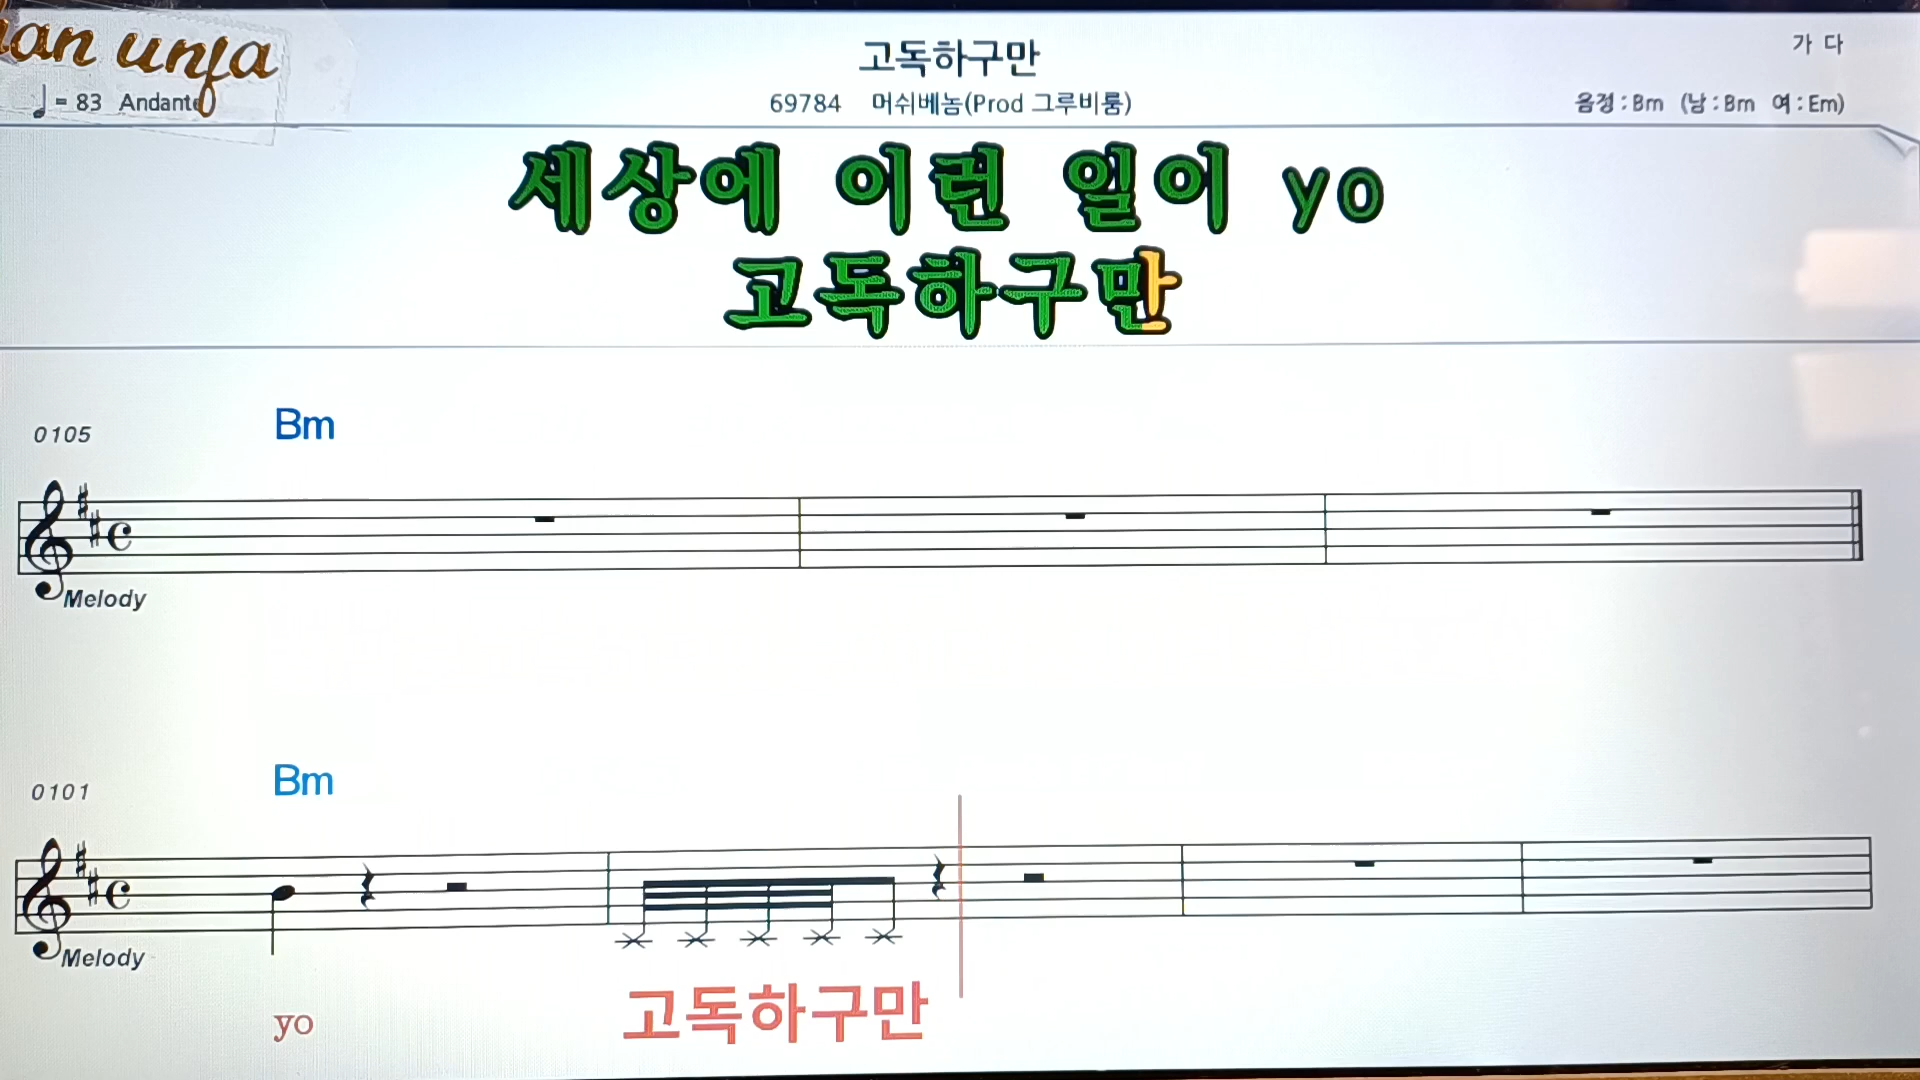 고독하구만
가 다
♩ = 83 Andante
69784 머쉬베놈(Prod 그루비룸)
음정 : Bm (남 : Bm 여 : Em)
세상에 이런 일이 yo
고독하구만
0105
Bm
Melody
0101
Bm
Melody
yo
고독하구만